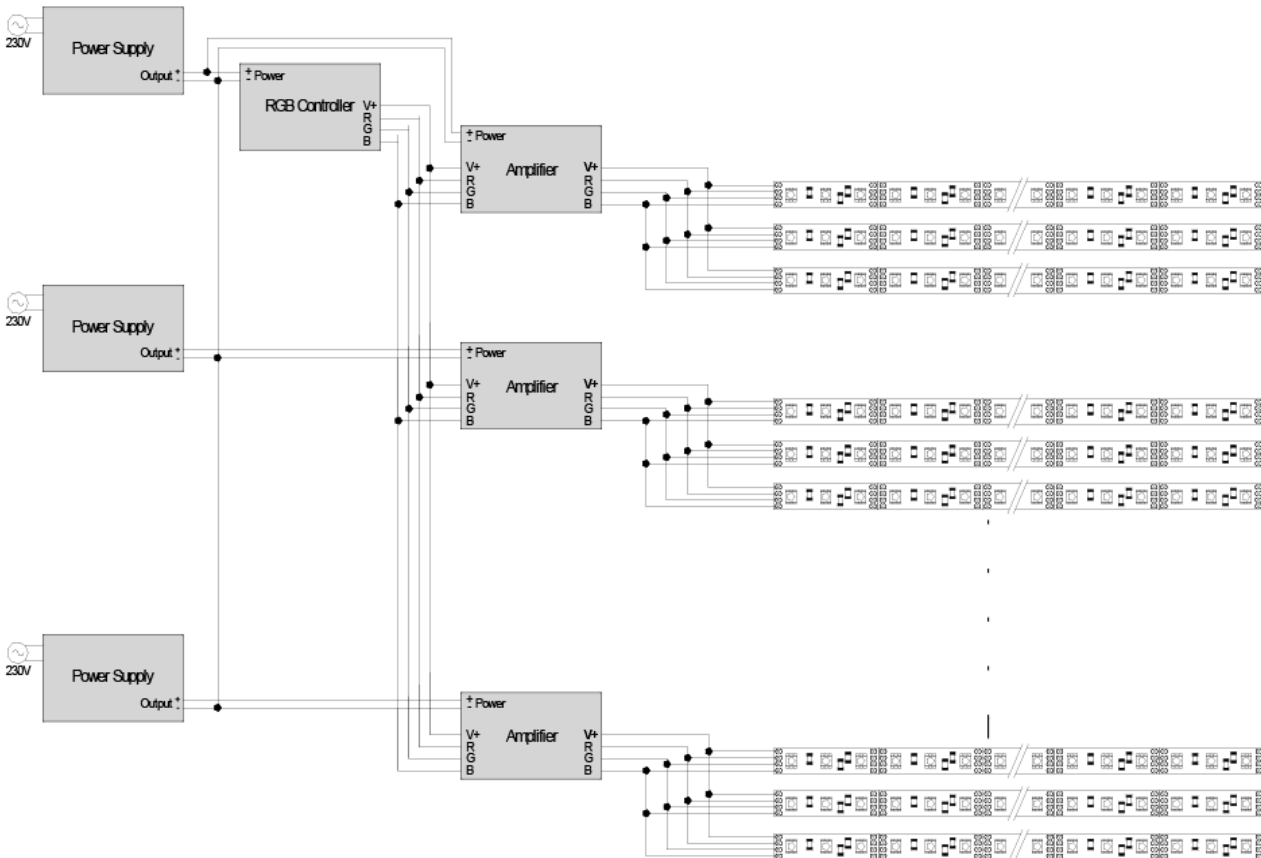 230V
Power Supply
Output + -
+ - Power
RGB Controller
V+
R
G
B
+ - Power
Amplifier
V+
R
G
B
V+
R
G
B
230V
Power Supply
Output + -
+ - Power
Amplifier
V+
R
G
B
V+
R
G
B
230V
Power Supply
Output + -
+ - Power
Amplifier
V+
R
G
B
V+
R
G
B